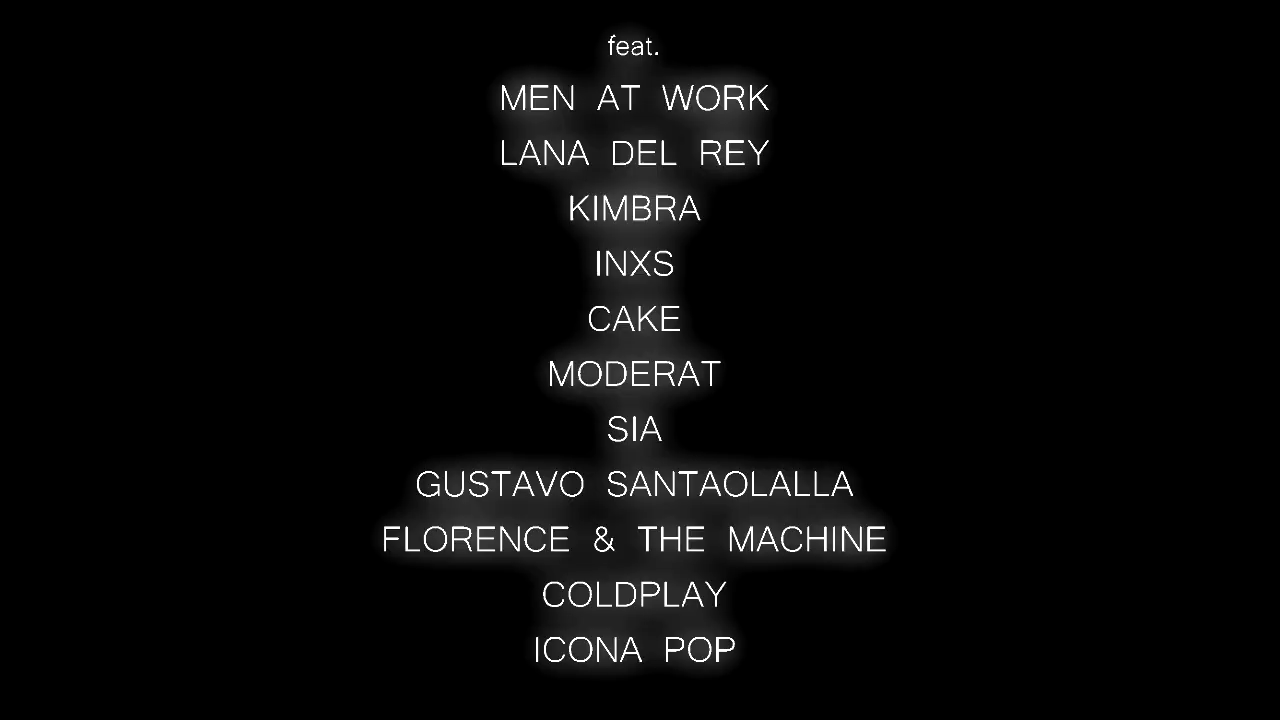 feat.
MEN AT WORK
LANA DEL REY
KIMBRA
INXS
CAKE
MODERAT
SIA
GUSTAVO SANTAOLALLA
FLORENCE & THE MACHINE
COLDPLAY
ICONA POP